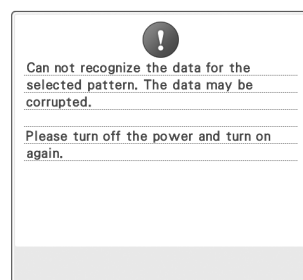 Can not recognize the data for the
selected pattern. The data may be
corrupted.
Please turn off the power and turn on
again.